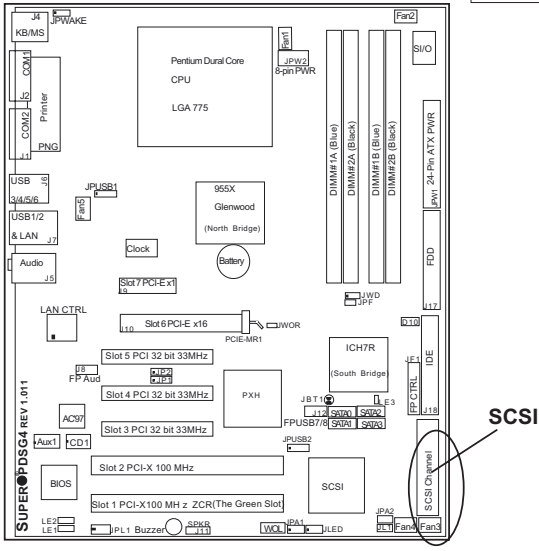 J4
KB/MS
JPWAKE
Fan2
Fan1
JPW2
8-pin PWR
SI/O
Pentium Dural Core
CPU
LGA 775
COM1
J2
Printer
PNG
COM2
J1
DIMM#1A (Blue)
DIMM#2A (Black)
DIMM#1B (Blue)
DIMM#2B (Black)
24-Pin ATX PWR
JPW1
USB
J6
3/4/5/6
JPUSB1
Fan5
USB1/2
& LAN
J7
955X
Glenwood
(North Bridge)
Clock
Battery
Audio
J5
FDD
J17
Slot 7 PCI-E x1
J9
JWD
JPF
LAN CTRL
Slot6 PCI-E x16
J10
PCIE-MR1
JWOR
D10
ICH7R
(South Bridge)
IDE
J18
JF1
FP CTRL
Slot 5 PCI 32 bit 33MHz
J8
FP Aud
JP2
JP1
Slot 4 PCI 32 bit 33MHz
PXH
JBT1
LE3
J12
SATA0
SATA2
FPUSB7/8
SATA1
SATA3
AC'97
Slot 3 PCI 32 bit 33MHz
Aux1
CD1
JPUSB2
SCSI
SUPER PDSG4 REV 1.011
Slot 2 PCI-X 100 MHz
BIOS
SCSI
SCSI Channel
Slot 1 PCI-X100 MH z ZCR(The Green Slot)
LE2
LE1
JPL1
Buzzer
SPKR
J11
WOL
JPA1
JLED
JPA2
JL1
Fan4
Fan3